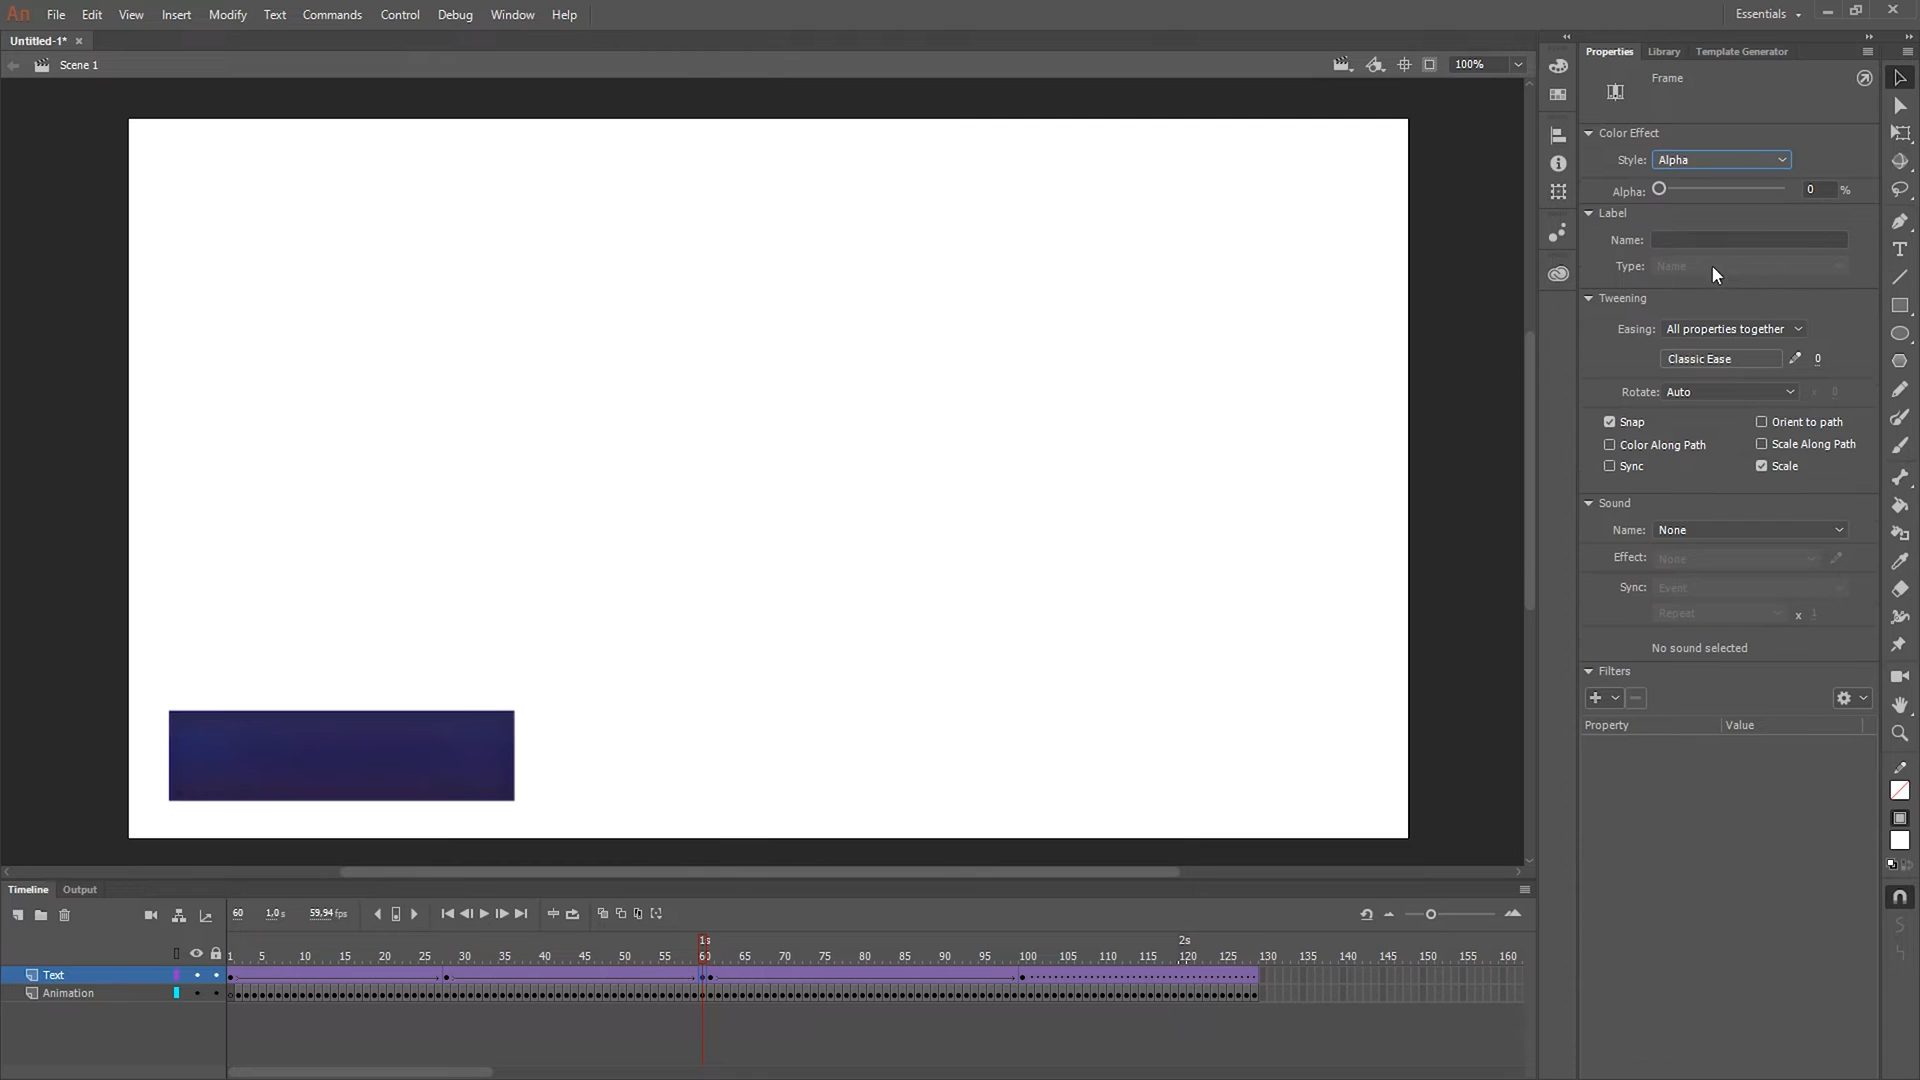 An File Edit View Insert Modify Text Commands Control Debug Window Help Essentials
Untitled-1* ×
Scene 1 100%
Properties Library Template Generator
Frame
Color Effect
Style: Alpha
Alpha: 0 %
Label
Name:
Type: Name
Tweening
Easing: All properties together
Classic Ease 0
Rotate: Auto × 0
Snap Orient to path
Color Along Path Scale Along Path
Sync Scale
Sound
Name: None
Effect: None
Sync: Event
Repeat x 1
No sound selected
Filters
Property Value
Timeline Output
60 1,0 s 59,94 fps
1s 2s
1 5 10 15 20 25 30 35 40 45 50 55 60 65 70 75 80 85 90 95 100 105 110 115 120 125 130 135 140 145 150 155 160
Text
Animation